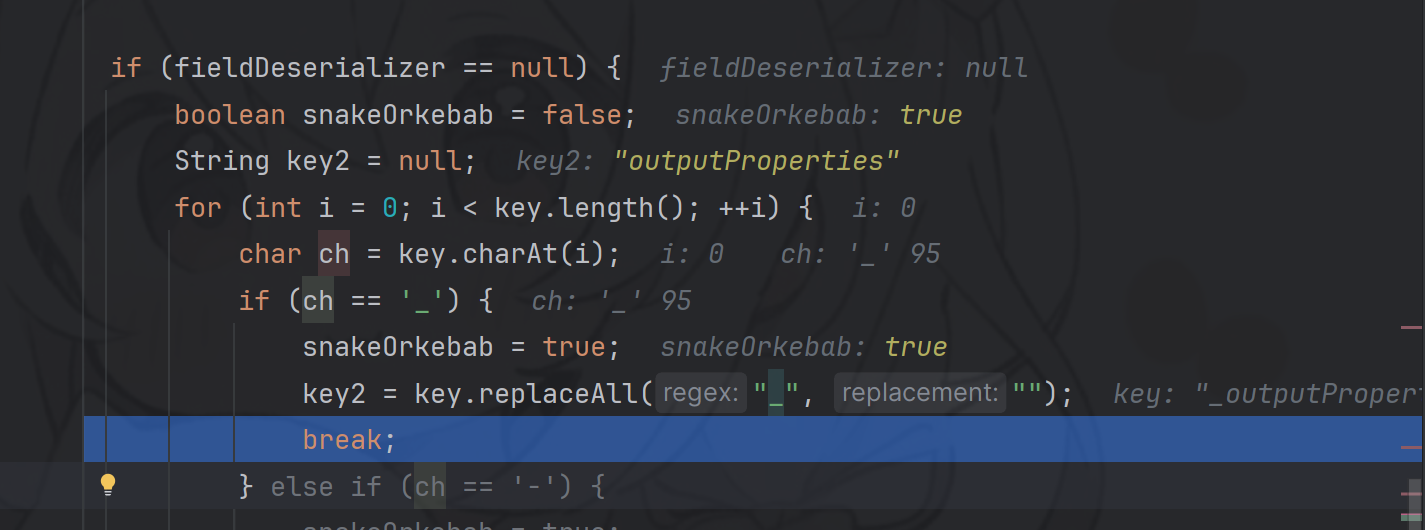 if (fieldDeserializer == null) {   fieldDeserializer: null
boolean snakeOrkebab = false;   snakeOrkebab: true
String key2 = null;   key2: "outputProperties"
for (int i = 0; i < key.length(); ++i) {   i: 0
char ch = key.charAt(i);   i: 0   ch: '_' 95
if (ch == '_') {   ch: '_' 95
snakeOrkebab = true;   snakeOrkebab: true
key2 = key.replaceAll( regex: "_", replacement: "");   key: "_outputProper
break;
} else if (ch == '-') {
snakeOrkebab = true;